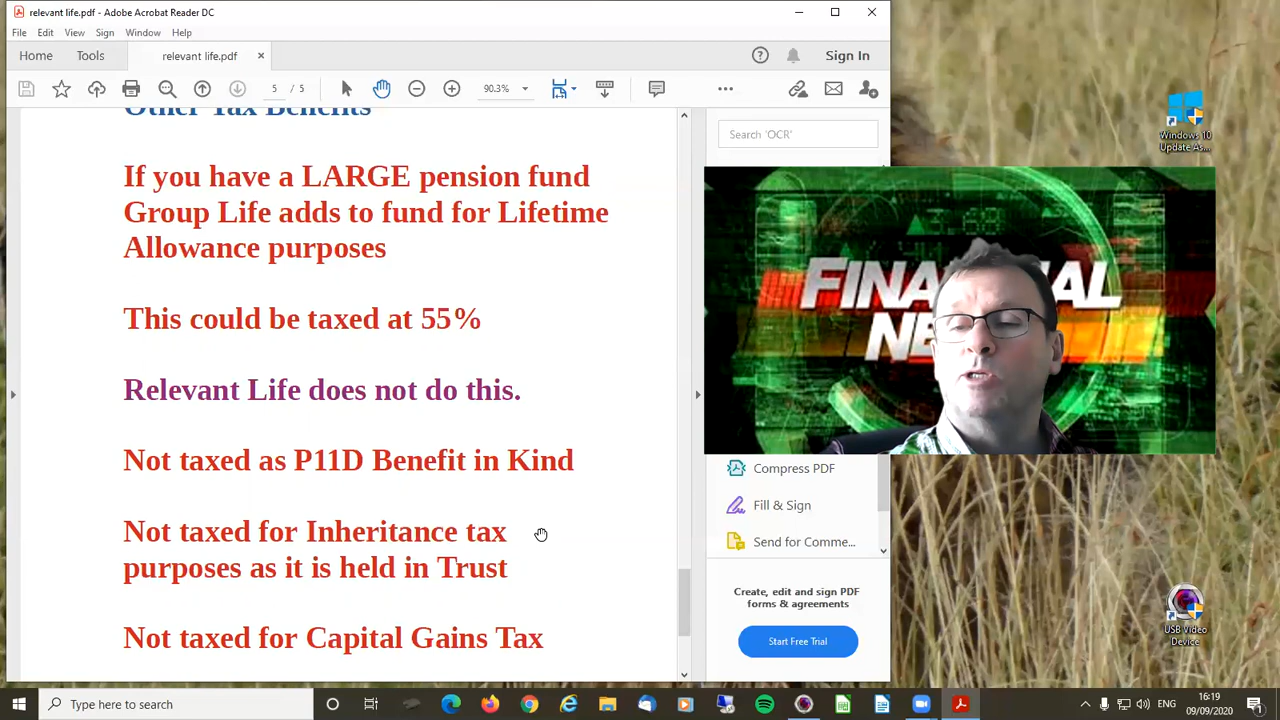 relevant life.pdf - Adobe Acrobat Reader DC
File Edit View Sign Window Help
Home Tools relevant life.pdf × Sign In
5 / 5 90.3%
Other Tax Benefits
If you have a LARGE pension fund
Group Life adds to fund for Lifetime
Allowance purposes
This could be taxed at 55%
Relevant Life does not do this.
Not taxed as P11D Benefit in Kind
Not taxed for Inheritance tax
purposes as it is held in Trust
Not taxed for Capital Gains Tax
Search 'OCR'
Compress PDF
Fill & Sign
Send for Comme...
Create, edit and sign PDF
forms & agreements
Start Free Trial
Windows 10
Update As...
USB Video
Device
Type here to search
ENG
16:19
09/09/2020